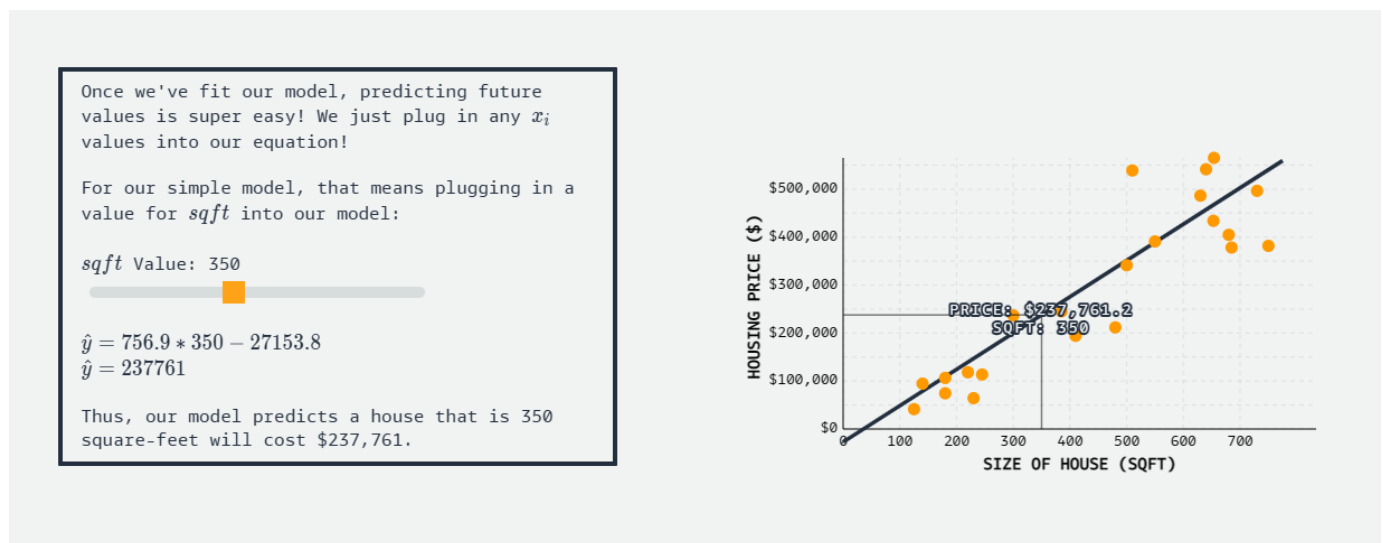 Once we've fit our model, predicting future
values is super easy! We just plug in any xᵢ
values into our equation!
For our simple model, that means plugging in a
value for sqft into our model:
sqft Value: 350
ŷ = 756.9 ∗ 350 − 27153.8
ŷ = 237761
Thus, our model predicts a house that is 350
square-feet will cost $237,761.
HOUSING PRICE ($)
$500,000
$400,000
$300,000
$200,000
$100,000
$0
PRICE: $237,761.2
SQFT: 350
0 100 200 300 400 500 600 700
SIZE OF HOUSE (SQFT)